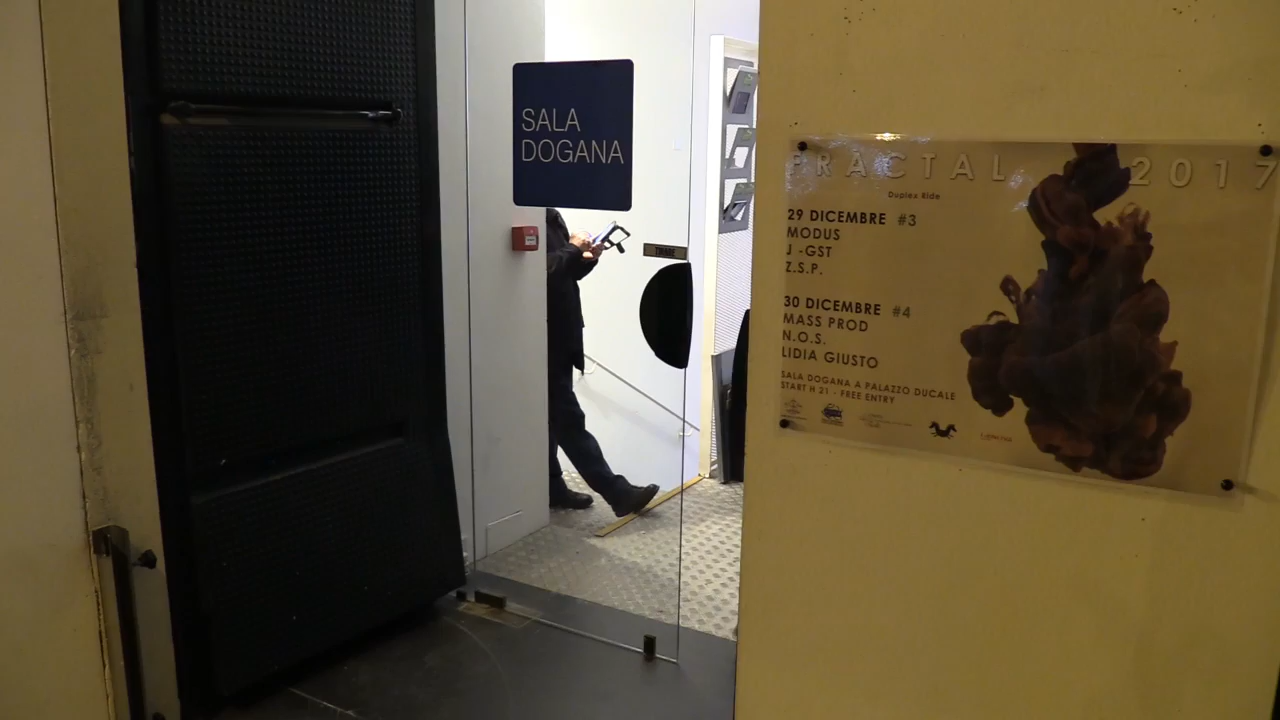 SALA
DOGANA
TIRARE
FRACTAL 2017
Duplex Ride
29 DICEMBRE #3
MODUS
J -GST
Z.S.P.
30 DICEMBRE #4
MASS PROD
N.O.S.
LIDIA GIUSTO
SALA DOGANA A PALAZZO DUCALE
START H 21 - FREE ENTRY